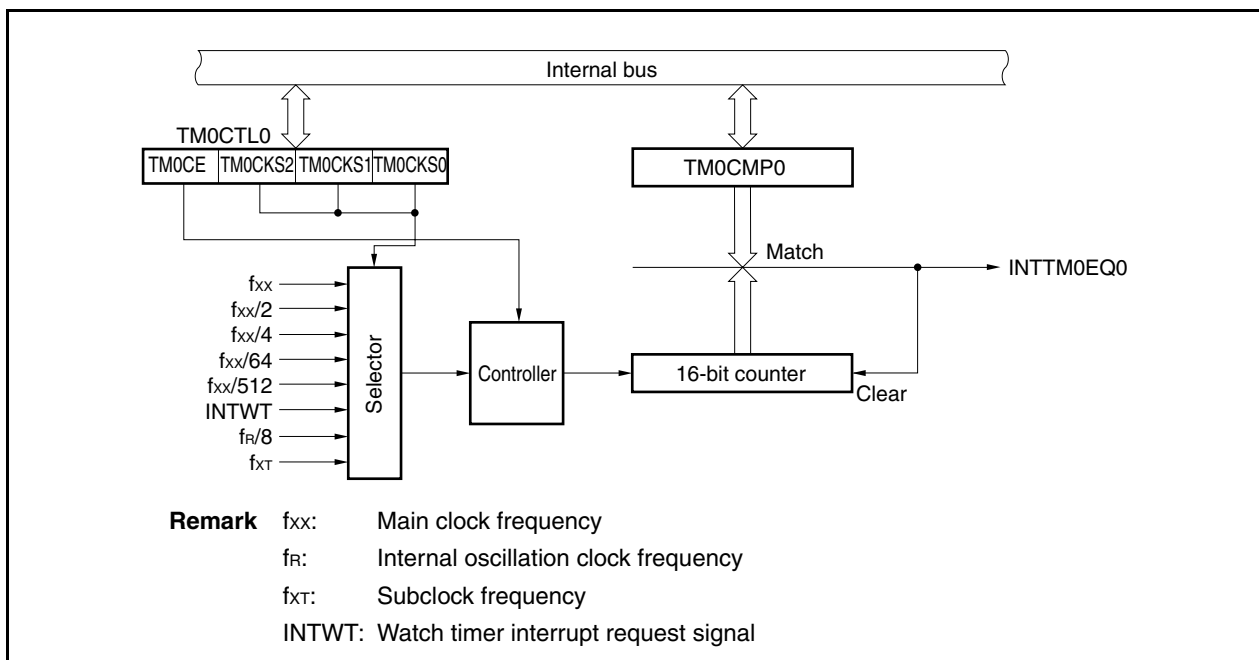 Internal bus
TM0CTL0
TM0CE TM0CKS2 TM0CKS1 TM0CKS0
TM0CMP0
Match
INTTM0EQ0
fXX
fXX/2
fXX/4
fXX/64
fXX/512
INTWT
fR/8
fXT
Selector
Controller
16-bit counter
Clear
Remark fXX: Main clock frequency
fR: Internal oscillation clock frequency
fXT: Subclock frequency
INTWT: Watch timer interrupt request signal